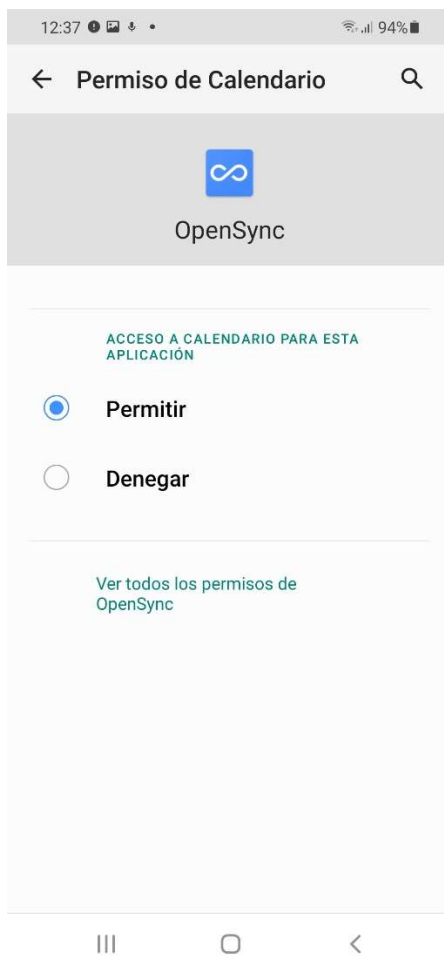 12:37 94%
Permiso de Calendario
OpenSync
ACCESO A CALENDARIO PARA ESTA
APLICACIÓN
Permitir
Denegar
Ver todos los permisos de
OpenSync